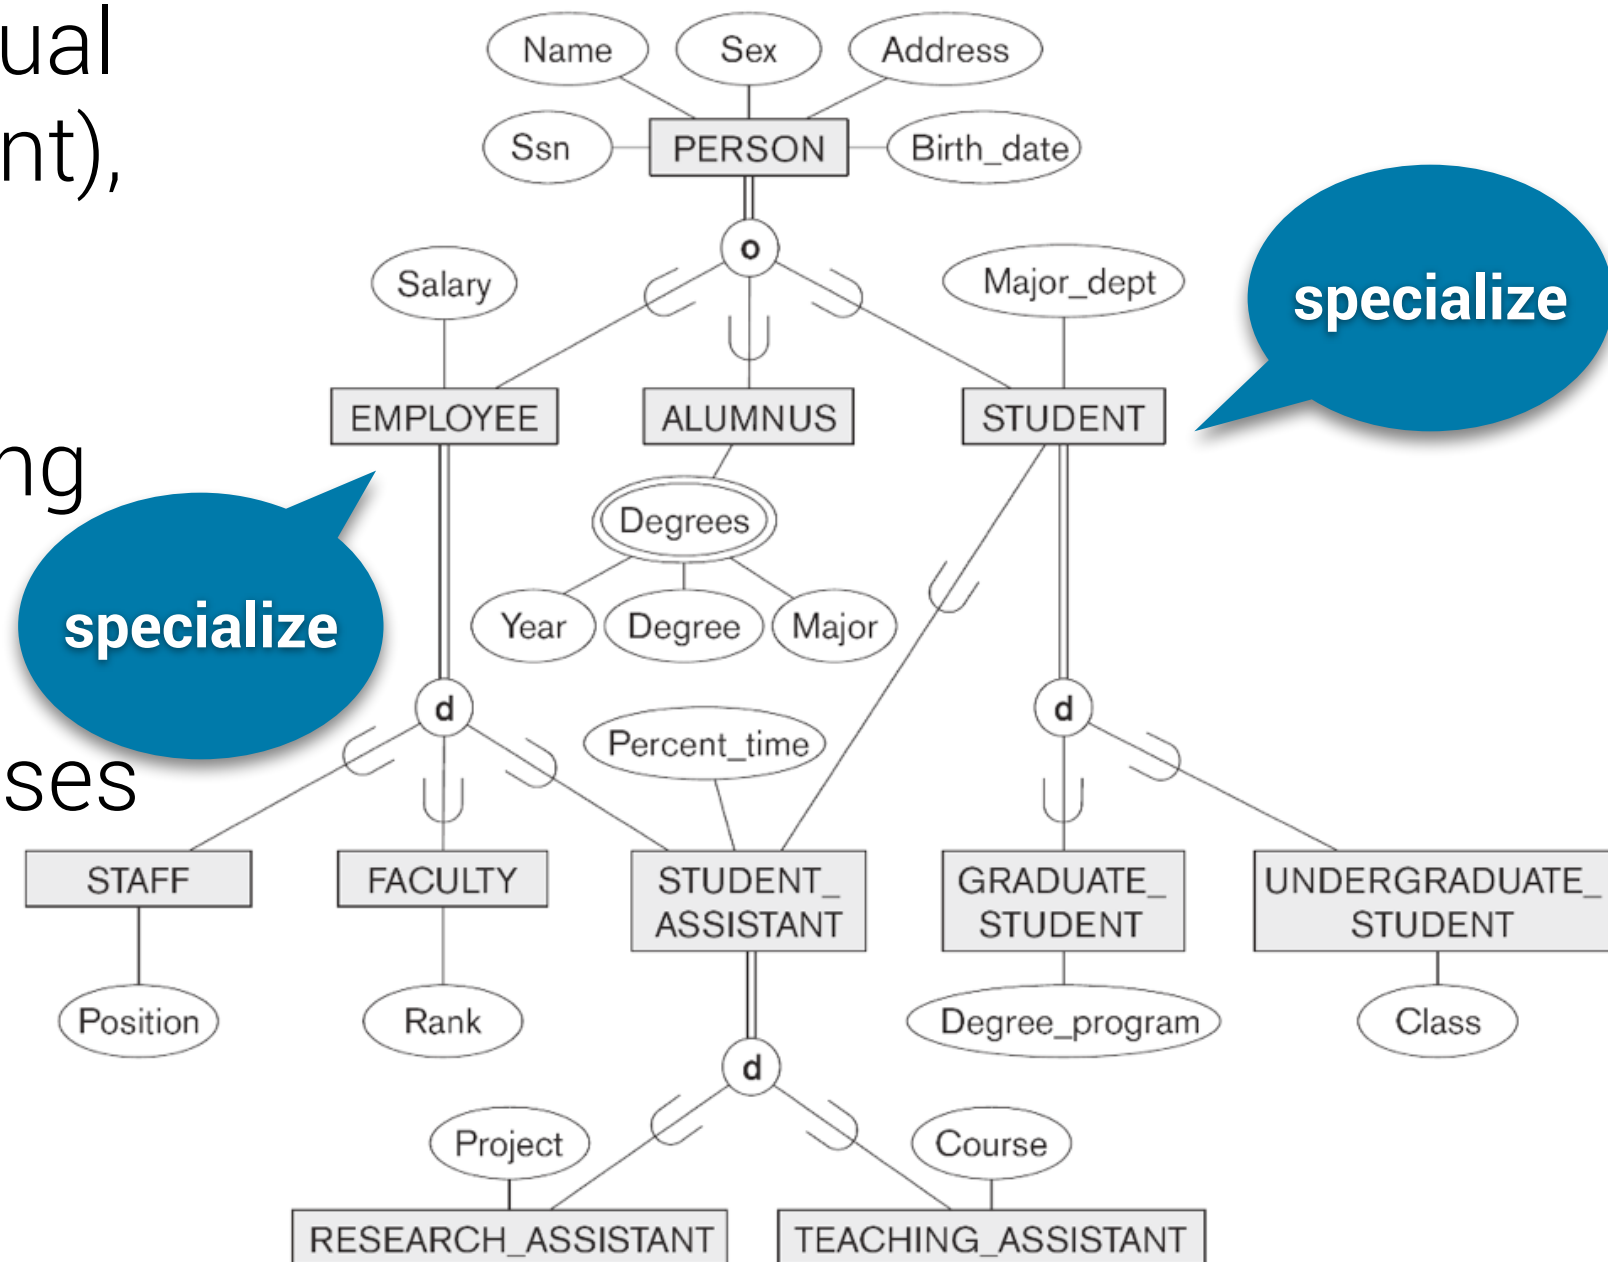 ual
nt),
ng
ses
Name
Sex
Address
Ssn
PERSON
Birth_date
o
Salary
Major_dept
specialize
EMPLOYEE
ALUMNUS
STUDENT
Degrees
Year
Degree
Major
specialize
d
d
Percent_time
STAFF
FACULTY
STUDENT_
ASSISTANT
GRADUATE_
STUDENT
UNDERGRADUATE_
STUDENT
Position
Rank
Degree_program
Class
d
Project
Course
RESEARCH_ASSISTANT
TEACHING_ASSISTANT